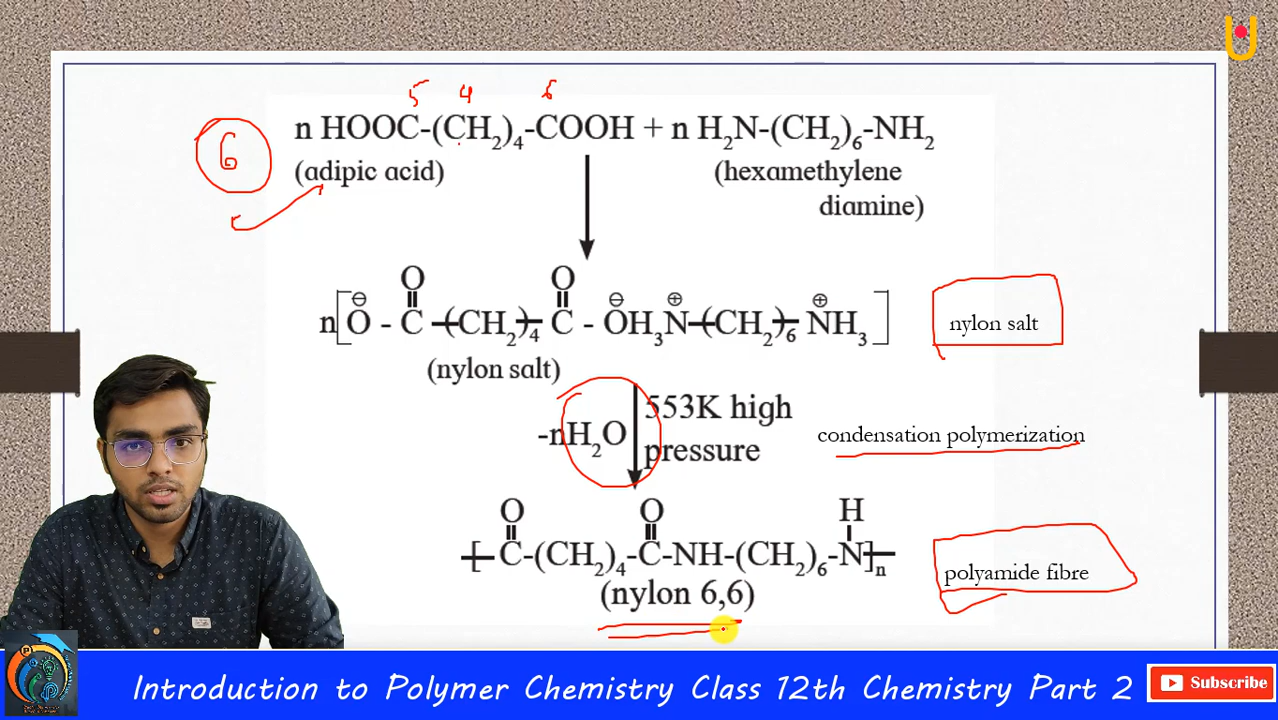 5 4 6
6
n HOOC-(CH₂)₄-COOH + n H₂N-(CH₂)₆-NH₂
(adipic acid) (hexamethylene
diamine)
O O
|| ||
n[O⊖ - C -(CH₂)₄ C - O⊖H₃N⊕-(CH₂)₆ N⊕H₃] nylon salt
(nylon salt)
-nH₂O 553K high
pressure
condensation polymerization
O O H
|| || |
-[-C-(CH₂)₄-C-NH-(CH₂)₆-N-]-ₙ
polyamide fibre
(nylon 6,6)
Introduction to Polymer Chemistry Class 12th Chemistry Part 2
Subscribe